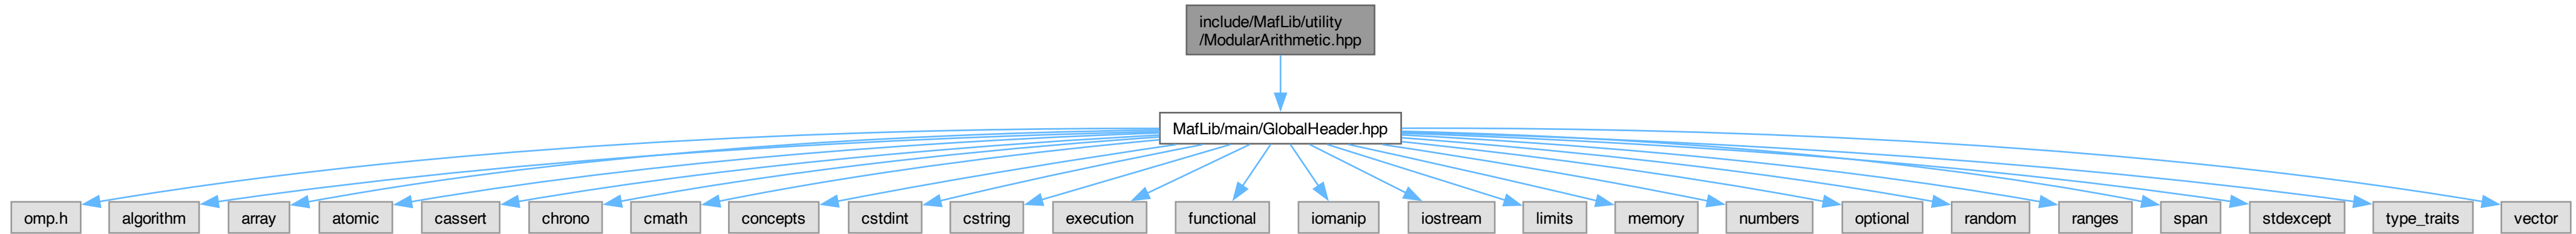 include/MafLib/utility
/ModularArithmetic.hpp
MafLib/main/GlobalHeader.hpp
omp.h
algorithm
array
atomic
cassert
chrono
cmath
concepts
cstdint
cstring
execution
functional
iomanip
iostream
limits
memory
numbers
optional
random
ranges
span
stdexcept
type_traits
vector